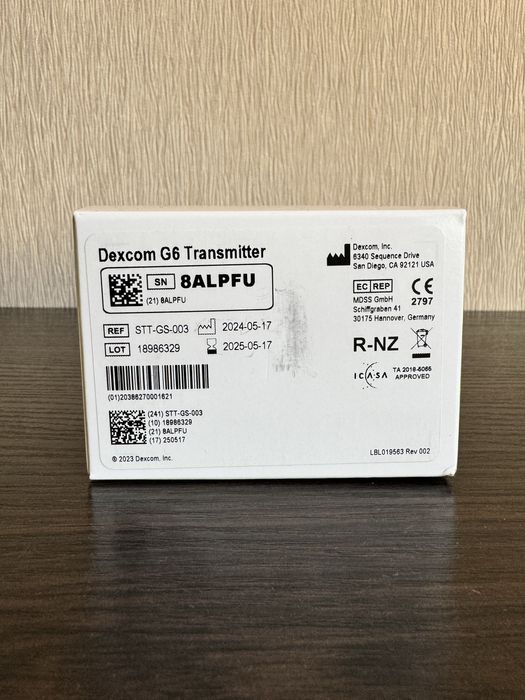 Dexcom G6 Transmitter
SN 8ALPFU
(21) 8ALPFU
REF STT-GS-003 2024-05-17
LOT 18986329 2025-05-17
(01)20386270001621
(241) STT-GS-003
(10) 18986329
(21) 8ALPFU
(17) 250517
© 2023 Dexcom, Inc.
Dexcom, Inc.
6340 Sequence Drive
San Diego, CA 92121 USA
EC REP
MDSS GmbH
Schiffgraben 41
30175 Hannover, Germany
CE
2797
R-NZ
ICASA
TA 2018-5065
APPROVED
LBL019563 Rev 002